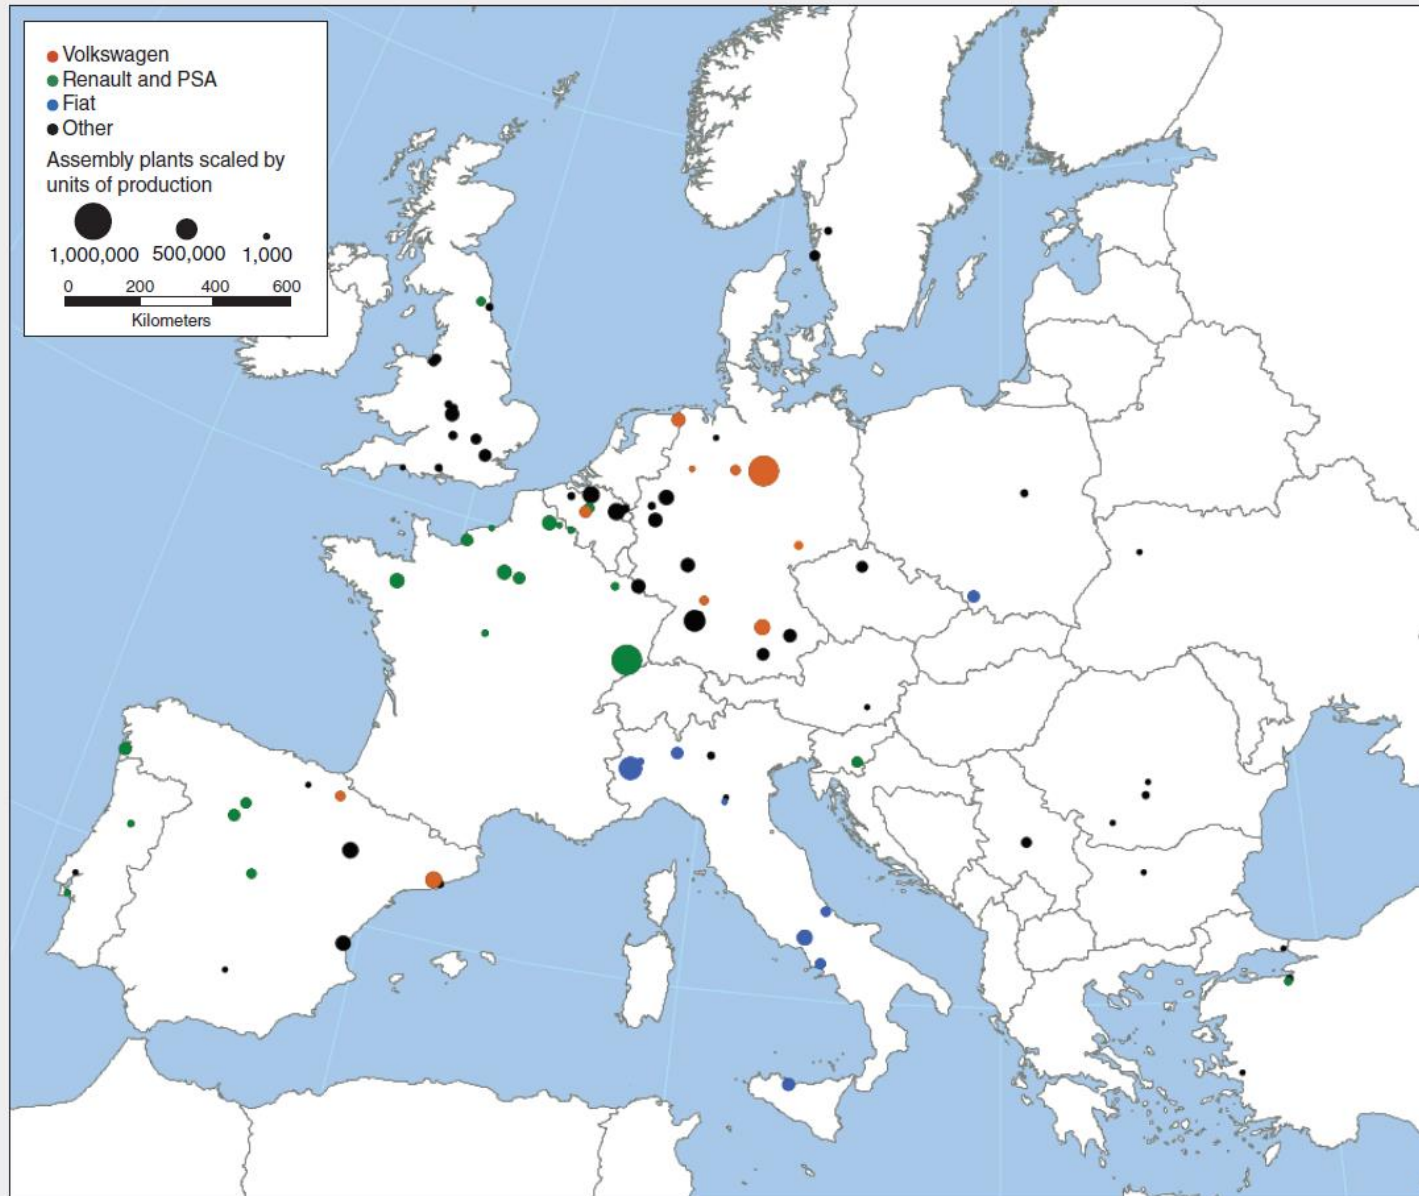 Volkswagen
Renault and PSA
Fiat
Other
Assembly plants scaled by
units of production
1,000,000 500,000 1,000
0 200 400 600
Kilometers